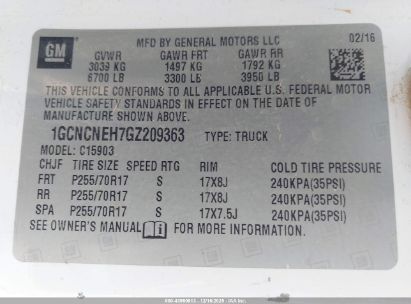 GM
MFD BY GENERAL MOTORS LLC 02/16
GVWR GAWR FRT GAWR RR
3039 KG 1497 KG 1792 KG
6700 LB 3300 LB 3950 LB
THIS VEHICLE CONFORMS TO ALL APPLICABLE U.S. FEDERAL MOTOR
VEHICLE SAFETY AND BUMPER STANDARDS IN EFFECT ON THE DATE OF
MANUFACTURE SHOWN ABOVE.
1GCNCNEH7GZ209363 TYPE: TRUCK
MODEL: C15903
CHJF TIRE SIZE SPEED RTG RIM COLD TIRE PRESSURE
FRT P255/70R17 S 17X8J 240KPA(35PSI)
RR P255/70R17 S 17X8J 240KPA(35PSI)
SPA P255/70R17 S 17X7.5J 240KPA(35PSI)
SEE OWNER'S MANUAL FOR MORE INFORMATION.